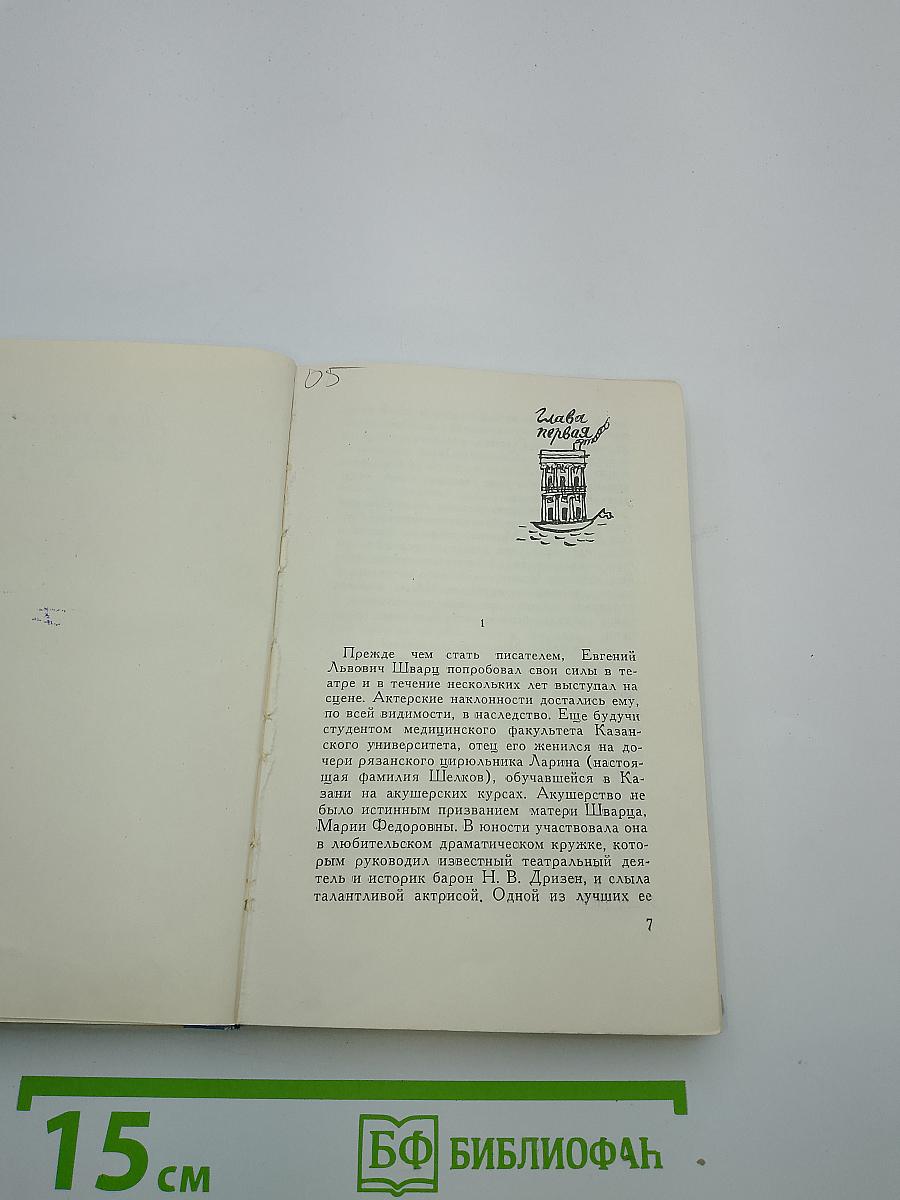 05
Глава
первая
1
Прежде чем стать писателем, Евгений
Львович Шварц попробовал свои силы в те-
атре и в течение нескольких лет выступал на
сцене. Актерские наклонности достались ему,
по всей видимости, в наследство. Еще будучи
студентом медицинского факультета Казан-
ского университета, отец его женился на до-
чери рязанского цирюльника Ларина (настоя-
щая фамилия Шелков), обучавшейся в Ка-
зани на акушерских курсах. Акушерство не
было истинным призванием матери Шварца,
Марии Федоровны. В юности участвовала она
в любительском драматическом кружке, кото-
рым руководил известный театральный дея-
тель и историк барон Н. В. Дризен, и слыла
талантливой актрисой. Одной из лучших ее
7
15 см
БФ БИБЛИОФАН